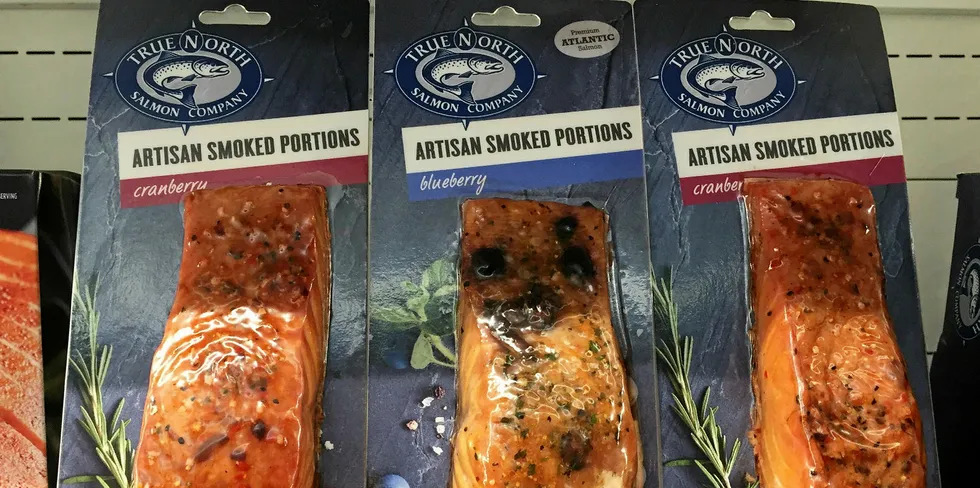 TRUE NORTH
SALMON COMPANY
ARTISAN SMOKED PORTIONS
cranberry
TRUE NORTH
SALMON COMPANY
Premium
ATLANTIC
Salmon
ARTISAN SMOKED PORTIONS
blueberry
TRUE NORTH
SALMON COMPANY
ARTISAN SMOKED PORTIONS
cranber
SERVING